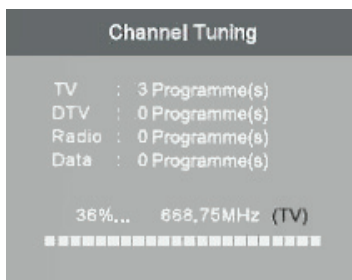 Channel Tuning
TV : 3 Programme(s)
DTV : 0 Programme(s)
Radio : 0 Programme(s)
Data : 0 Programme(s)
36%... 668.75MHz (TV)